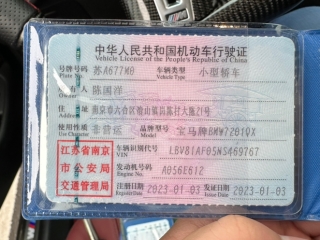 中华人民共和国机动车行驶证
Vehicle License of the People's Republic of China
号牌号码 苏A677M0 车辆类型 小型轿车
Plate No. Vehicle Type
所有人 陈国洋
Owner
住址 南京市六合区
Address
使用性质 非营运 品牌型号 宝马牌BMW7201QX
Use Character Model
江苏省南京
市公安局
交通管理局
车辆识别代号 LBV81AF05NS469767
VIN
发动机号码 A056E612
Engine No.
注册日期 2023-01-03 发证日期 2023-01-03
Register Date Issue Date